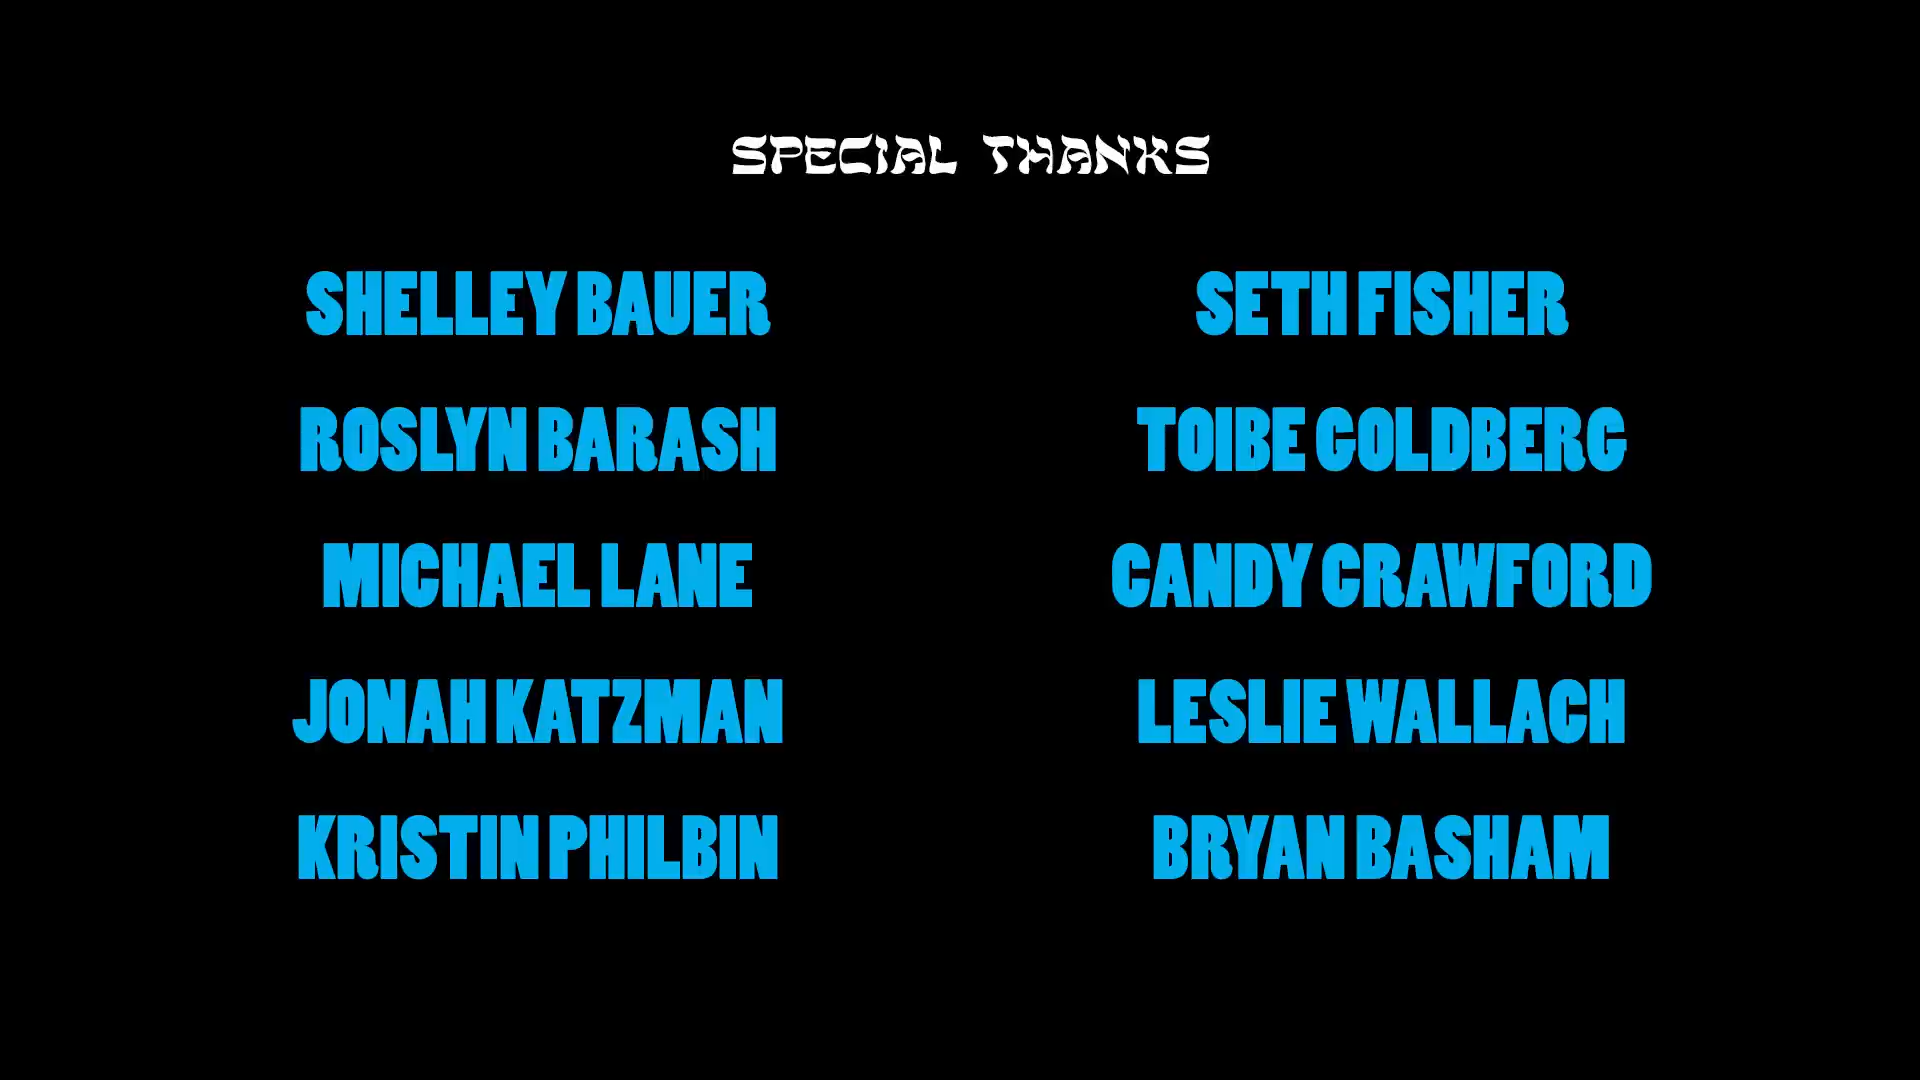 SPECIAL THANKS
SHELLEY BAUER
ROSLYN BARASH
MICHAEL LANE
JONAH KATZMAN
KRISTIN PHILBIN
SETH FISHER
TOIBE GOLDBERG
CANDY CRAWFORD
LESLIE WALLACH
BRYAN BASHAM